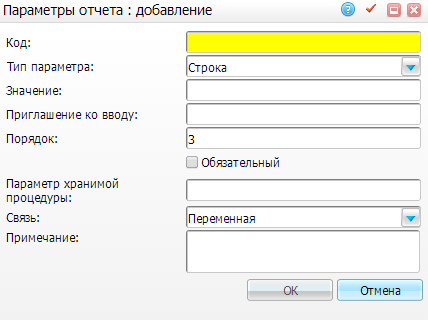 Параметры отчета : добавление
Код:
Тип параметра: Строка
Значение:
Приглашение ко вводу:
Порядок: 3
Обязательный
Параметр хранимой
процедуры:
Связь: Переменная
Примечание:
ОК Отмена